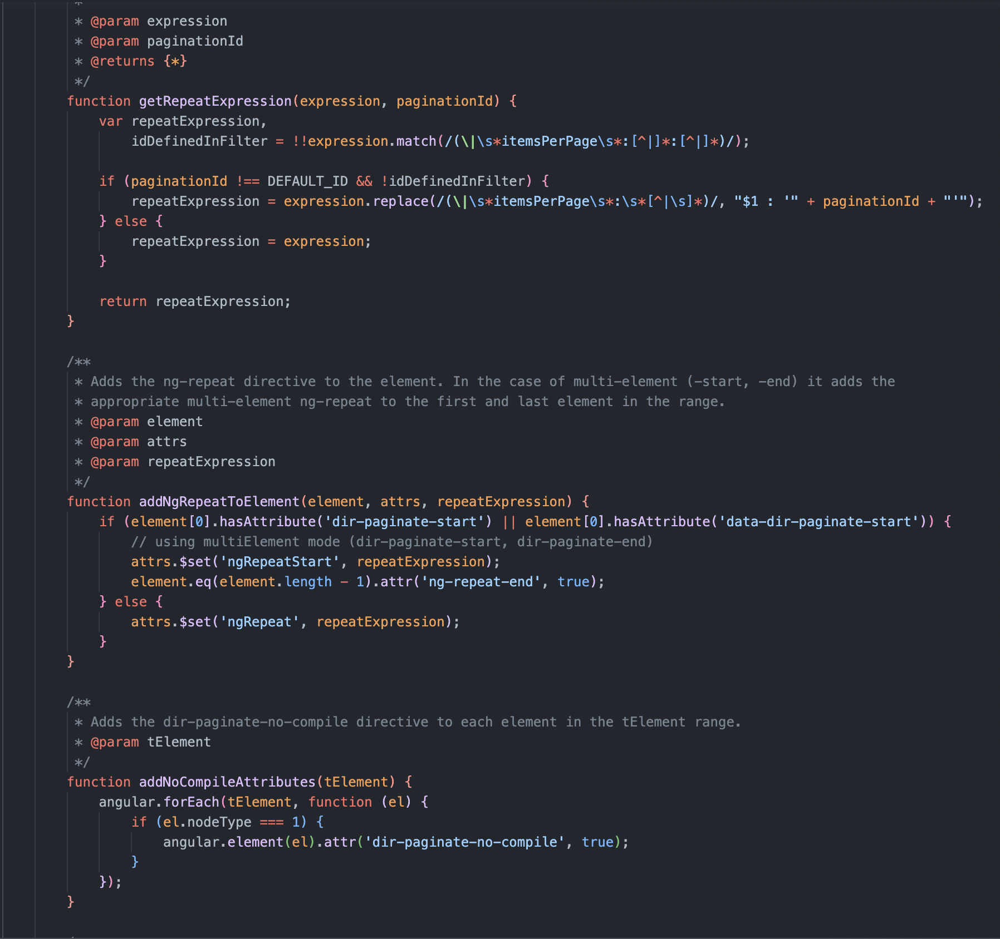 *
* @param expression
* @param paginationId
* @returns {*}
*/
function getRepeatExpression(expression, paginationId) {
var repeatExpression,
idDefinedInFilter = !!expression.match(/(\|\s*itemsPerPage\s*:[^|]*:[^|]*)/);
if (paginationId !== DEFAULT_ID && !idDefinedInFilter) {
repeatExpression = expression.replace(/(\|\s*itemsPerPage\s*:\s*[^|\s]*)/, "$1 : '" + paginationId + "'");
} else {
repeatExpression = expression;
}
return repeatExpression;
}
/**
* Adds the ng-repeat directive to the element. In the case of multi-element (-start, -end) it adds the
* appropriate multi-element ng-repeat to the first and last element in the range.
* @param element
* @param attrs
* @param repeatExpression
*/
function addNgRepeatToElement(element, attrs, repeatExpression) {
if (element[0].hasAttribute('dir-paginate-start') || element[0].hasAttribute('data-dir-paginate-start')) {
// using multiElement mode (dir-paginate-start, dir-paginate-end)
attrs.$set('ngRepeatStart', repeatExpression);
element.eq(element.length - 1).attr('ng-repeat-end', true);
} else {
attrs.$set('ngRepeat', repeatExpression);
}
}
/**
* Adds the dir-paginate-no-compile directive to each element in the tElement range.
* @param tElement
*/
function addNoCompileAttributes(tElement) {
angular.forEach(tElement, function (el) {
if (el.nodeType === 1) {
angular.element(el).attr('dir-paginate-no-compile', true);
}
});
}